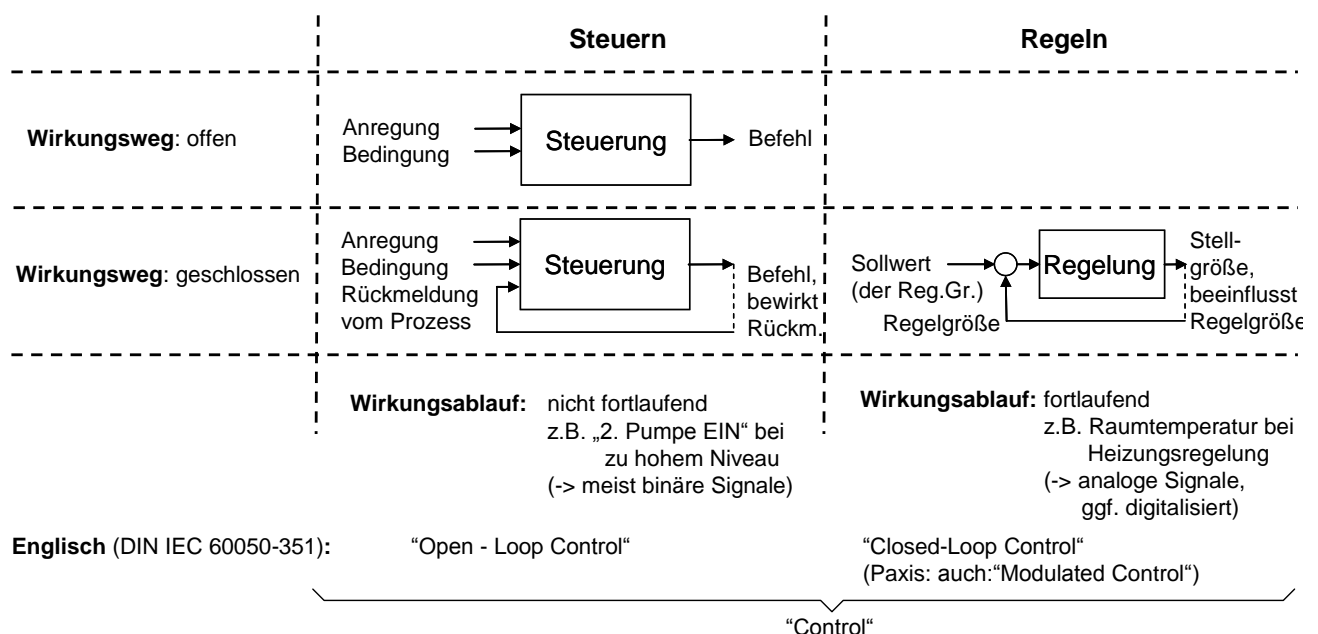 Steuern
Regeln
Wirkungsweg: offen
Anregung
Bedingung
Steuerung
Befehl
Wirkungsweg: geschlossen
Anregung
Bedingung
Rückmeldung
vom Prozess
Steuerung
Befehl,
bewirkt
Rückm.
Sollwert
(der Reg.Gr.)
Regelgröße
Regelung
Stell-
größe,
beeinflusst
Regelgröße
Wirkungsablauf: nicht fortlaufend
z.B. „2. Pumpe EIN“ bei
zu hohem Niveau
(-> meist binäre Signale)
Wirkungsablauf: fortlaufend
z.B. Raumtemperatur bei
Heizungsregelung
(-> analoge Signale,
ggf. digitalisiert)
Englisch (DIN IEC 60050-351):
“Open - Loop Control“
“Closed-Loop Control“
(Paxis: auch:“Modulated Control“)
“Control“